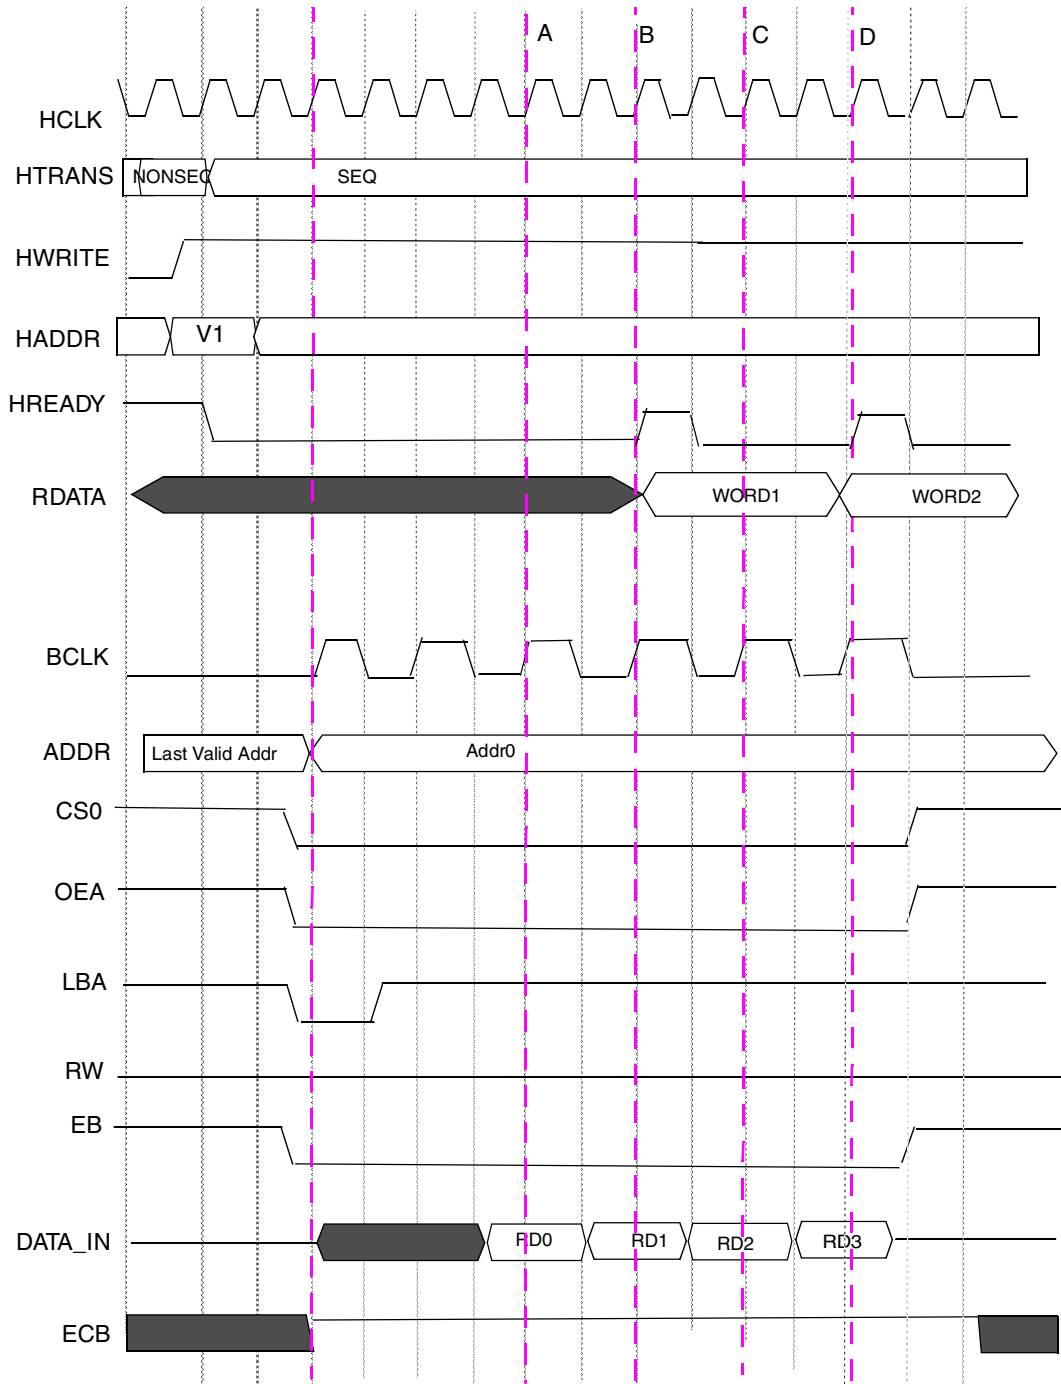 A B C D
HCLK
HTRANS NONSEQ SEQ
HWRITE
HADDR V1
HREADY
RDATA WORD1 WORD2
BCLK
ADDR Last Valid Addr Addr0
CS0
OEA
LBA
RW
EB
DATA_IN RD0 RD1 RD2 RD3
ECB